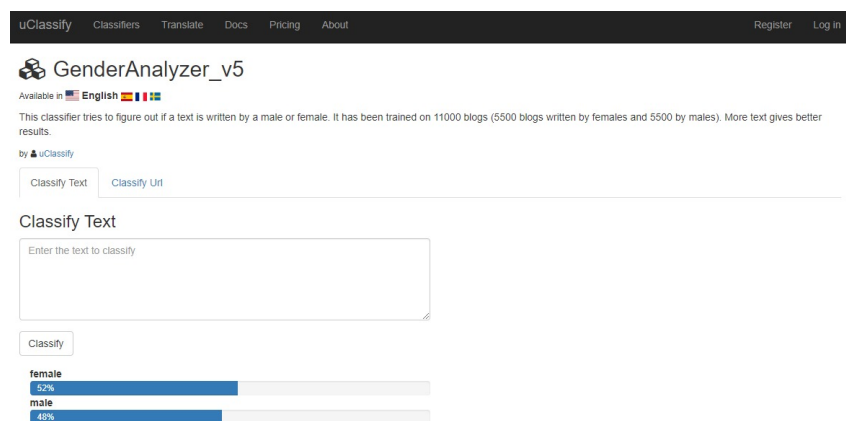 uClassify Classifiers Translate Docs Pricing About Register Log in
GenderAnalyzer_v5
Available in English
This classifier tries to figure out if a text is written by a male or female. It has been trained on 11000 blogs (5500 blogs written by females and 5500 by males). More text gives better
results.
by uClassify
Classify Text Classify Url
Classify Text
Enter the text to classify
Classify
female
52%
male
48%